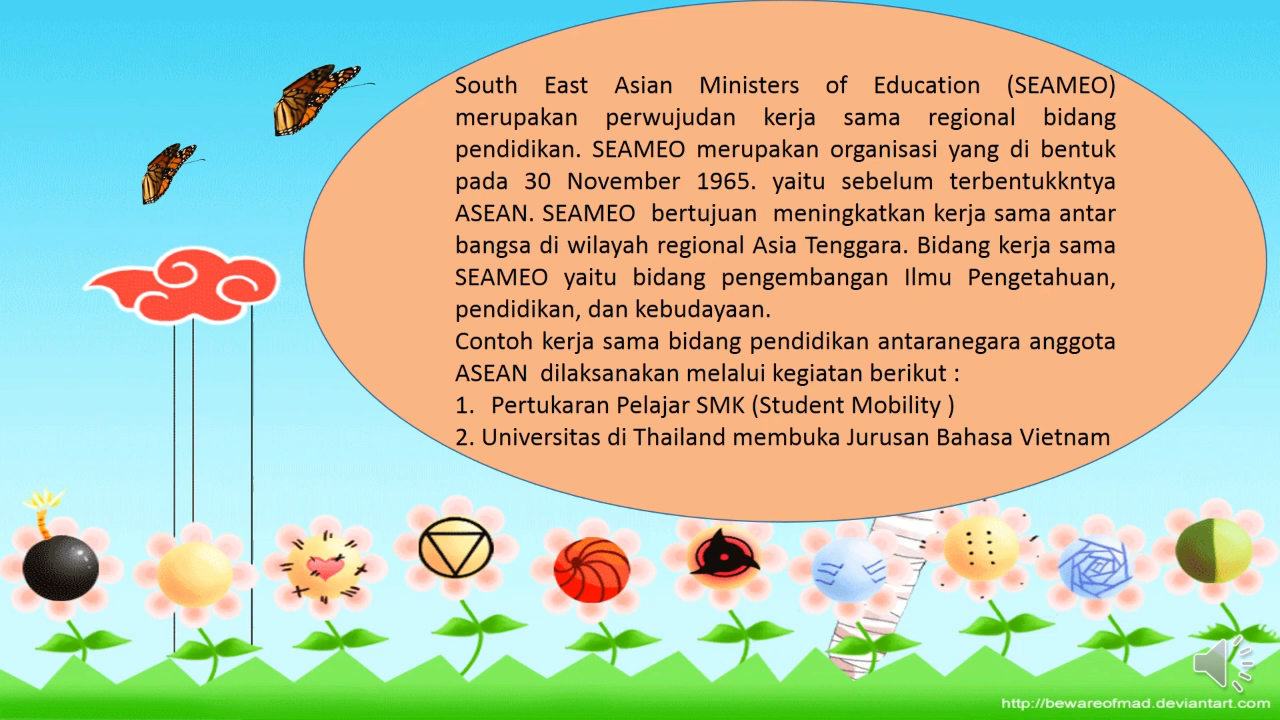 South East Asian Ministers of Education (SEAMEO)
merupakan perwujudan kerja sama regional bidang
pendidikan. SEAMEO merupakan organisasi yang di bentuk
pada 30 November 1965. yaitu sebelum terbentukkntya
ASEAN. SEAMEO bertujuan meningkatkan kerja sama antar
bangsa di wilayah regional Asia Tenggara. Bidang kerja sama
SEAMEO yaitu bidang pengembangan Ilmu Pengetahuan,
pendidikan, dan kebudayaan.
Contoh kerja sama bidang pendidikan antaranegara anggota
ASEAN dilaksanakan melalui kegiatan berikut :
1. Pertukaran Pelajar SMK (Student Mobility )
2. Universitas di Thailand membuka Jurusan Bahasa Vietnam
http://bewareofmad.deviantart.com